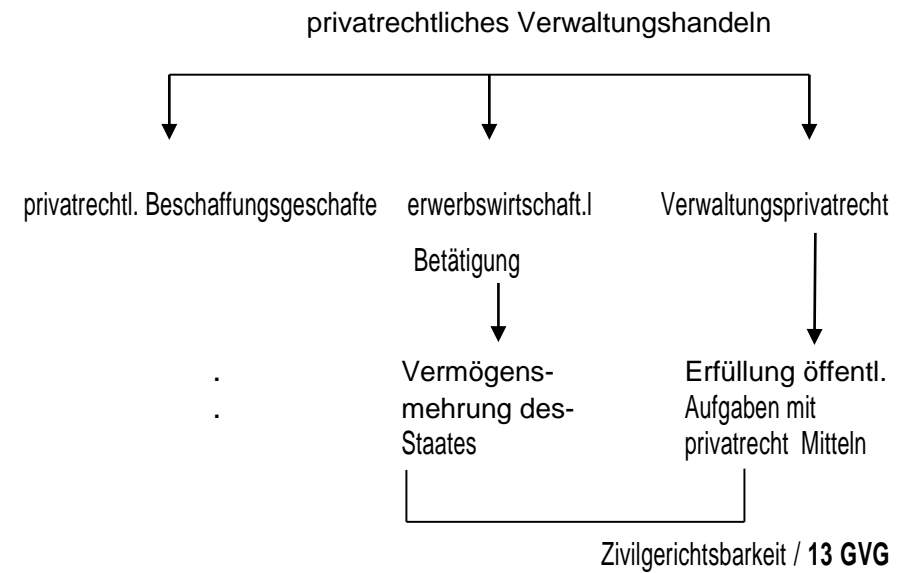 privatrechtliches Verwaltungshandeln
privatrechtl. Beschaffungsgeschafte erwerbswirtschaft.l Verwaltungsprivatrecht
Betätigung
. Vermögens- Erfüllung öffentl.
. mehrung des- Aufgaben mit
Staates privatrecht Mitteln
Zivilgerichtsbarkeit / 13 GVG